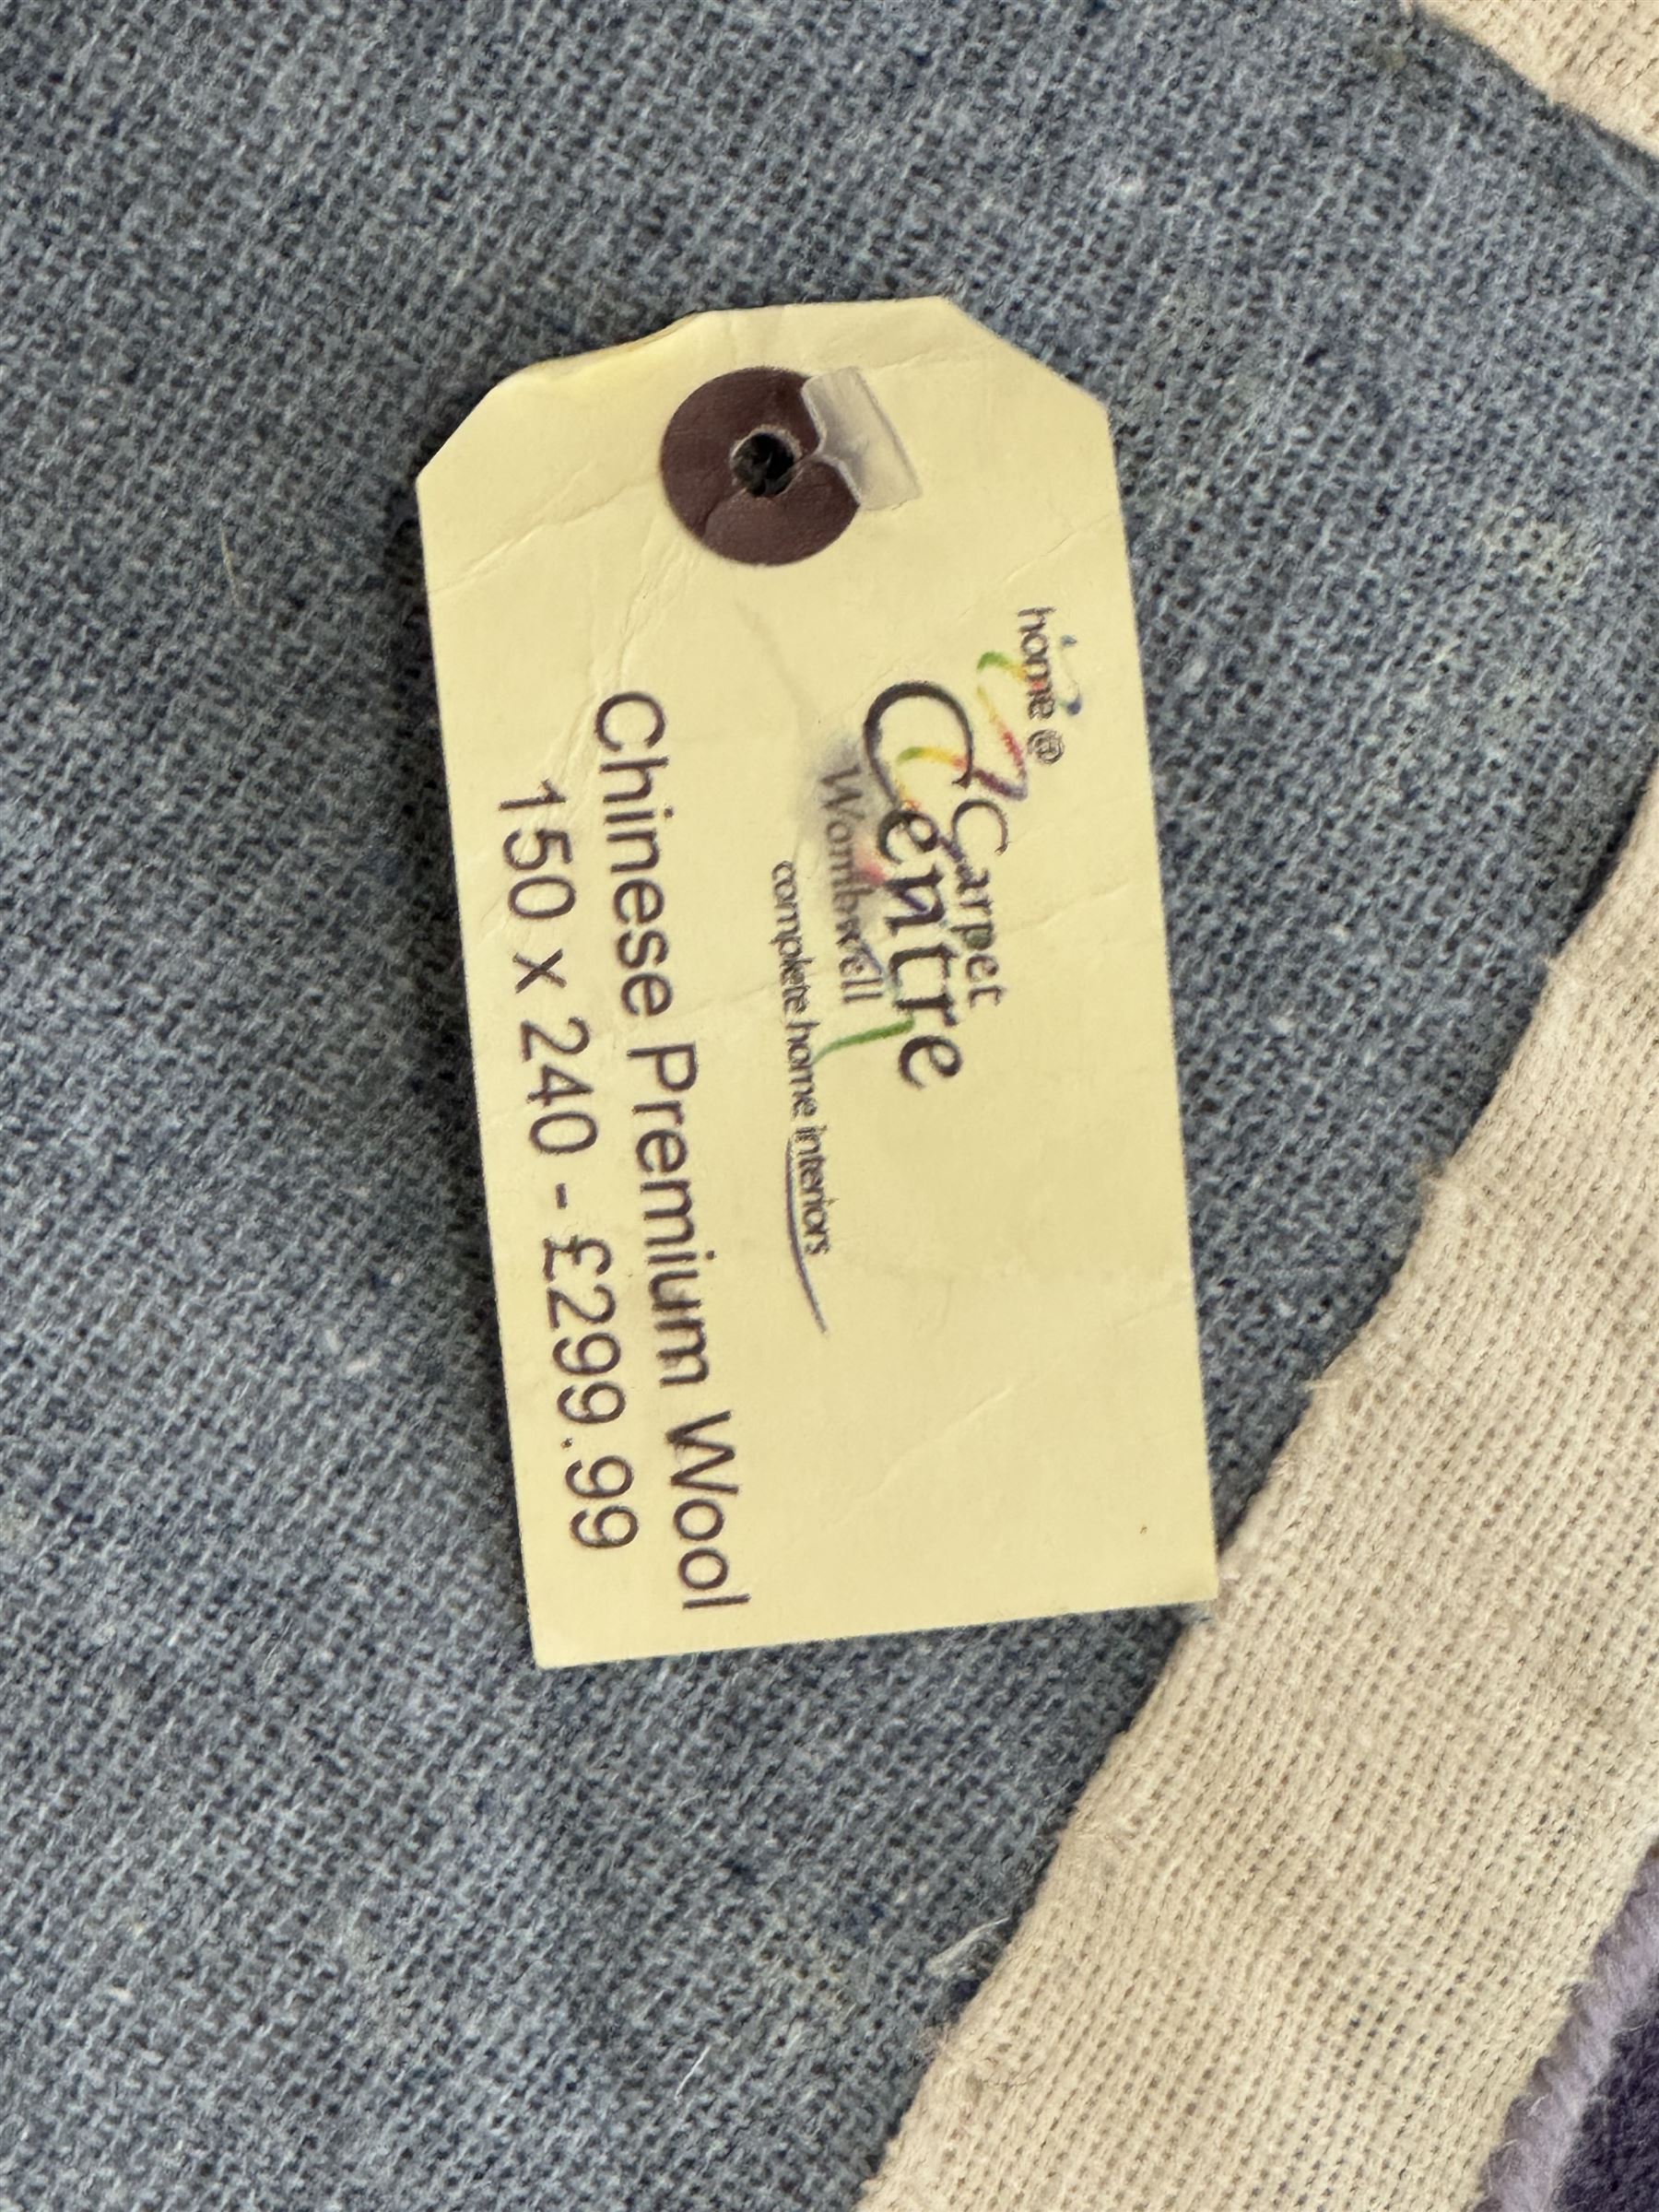 home @
Carpet
Centre
Wombwell
complete home interiors
Chinese Premium Wool
150 x 240 - £299.99